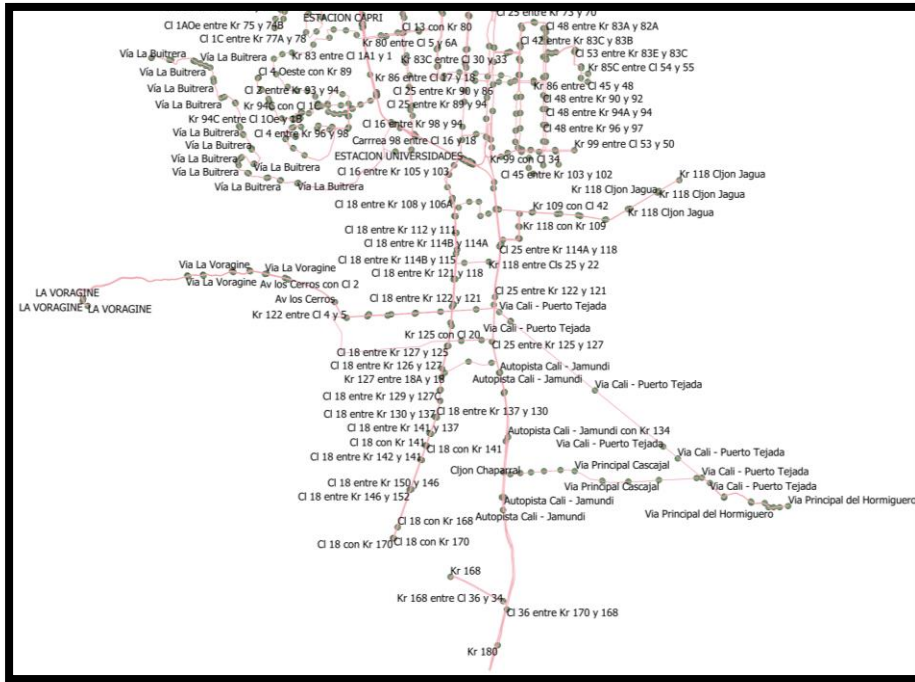 Cl 1AOe entre Kr 75 y 74B
ESTACION CAPRI
Cl 13 con Kr 80
Cl 25 entre Kr 73 y 70
Cl 48 entre Kr 83A y 82A
Cl 1C entre Kr 77A y 78
Kr 80 entre Cl 5 y 6A
Cl 42 entre Kr 83C y 83B
Vía La Buitrera
Vía La Buitrera
Kr 83 entre Cl 1A1 y 1
Kr 83C entre Cl 30 y 33
Cl 53 entre Kr 83E y 83C
Vía La Buitrera
Cl 4 Oeste con Kr 89
Kr 86 entre Cl 17 y 18
Kr 85C entre Cl 54 y 55
Vía La Buitrera
Cl 2 entre Kr 93 y 94
Cl 25 entre Kr 90 y 86
Kr 86 entre Cl 45 y 48
Vía La Buitrera
Kr 94C con Cl 1C
Cl 25 entre Kr 89 y 94
Cl 48 entre Kr 90 y 92
Kr 94C entre Cl 1Oe y 1B
Cl 48 entre Kr 94A y 94
Vía La Buitrera
Cl 4 entre Kr 96 y 98
Cl 16 entre Kr 98 y 94
Cl 48 entre Kr 96 y 97
Vía La Buitrera
Carrrea 98 entre Cl 16 y 18
Kr 99 entre Cl 53 y 50
Vía La Buitrera
Vía La Buitrera
ESTACION UNIVERSIDADES
Kr 99 con Cl 34
Vía La Buitrera
Cl 16 entre Kr 105 y 103
Cl 45 entre Kr 103 y 102
Kr 118 Cljon Jagua
Vía La Buitrera
Vía La Buitrera
Kr 118 Cljon Jagua
Kr 118 Cljon Jagua
Cl 18 entre Kr 108 y 106A
Kr 109 con Cl 42
Kr 118 Cljon Jagua
Kr 118 con Kr 109
Cl 18 entre Kr 112 y 111
Cl 18 entre Kr 114B y 114A
Cl 25 entre Kr 114A y 118
Cl 18 entre Kr 114B y 115
Kr 118 entre Cls 25 y 22
Via La Voragine
Via La Voragine
Cl 18 entre Kr 121 y 118
Via La Voragine
Av los Cerros con Cl 2
LA VORAGINE
Cl 25 entre Kr 122 y 121
Av los Cerros
Cl 18 entre Kr 122 y 121
LA VORAGINE
LA VORAGINE
Via Cali - Puerto Tejada
Kr 122 entre Cl 4 y 5
Via Cali - Puerto Tejada
Kr 125 con Cl 20
Cl 25 entre Kr 125 y 127
Cl 18 entre Kr 127 y 125
Cl 18 entre Kr 126 y 127
Autopista Cali - Jamundi
Kr 127 entre 18A y 18
Autopista Cali - Jamundi
Via Cali - Puerto Tejada
Cl 18 entre Kr 129 y 127C
Cl 18 entre Kr 130 y 137
Cl 18 entre Kr 137 y 130
Cl 18 entre Kr 141 y 137
Autopista Cali - Jamundi con Kr 134
Cl 18 con Kr 141
Cl 18 con Kr 141
Via Cali - Puerto Tejada
Cl 18 entre Kr 142 y 141
Via Cali - Puerto Tejada
Cljon Chaparral
Via Principal Cascajal
Via Cali - Puerto Tejada
Cl 18 entre Kr 150 y 146
Via Principal Cascajal
Via Cali - Puerto Tejada
Cl 18 entre Kr 146 y 152
Autopista Cali - Jamundi
Via Principal del Hormiguero
Autopista Cali - Jamundi
Via Principal del Hormiguero
Cl 18 con Kr 168
Cl 18 con Kr 170
Cl 18 con Kr 170
Kr 168
Kr 168 entre Cl 36 y 34
Cl 36 entre Kr 170 y 168
Kr 180